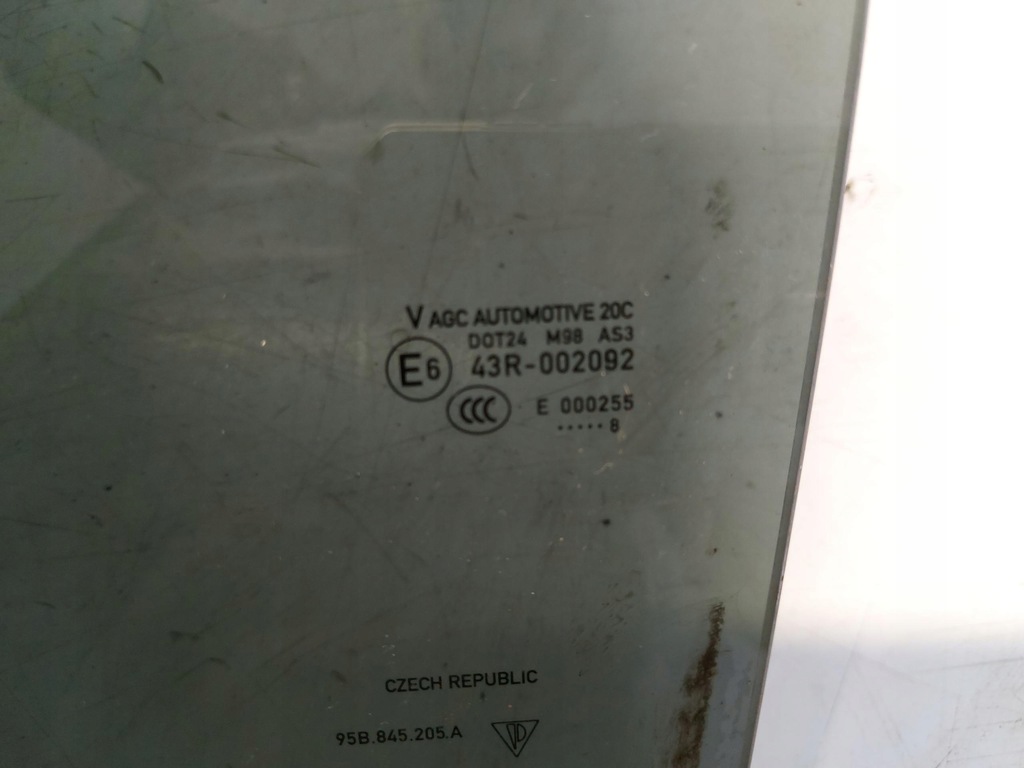 V AGC AUTOMOTIVE 20C
DOT24 M98 AS3
E6 43R-002092
CCC E 000255
..... 8
CZECH REPUBLIC
95B.845.205.A